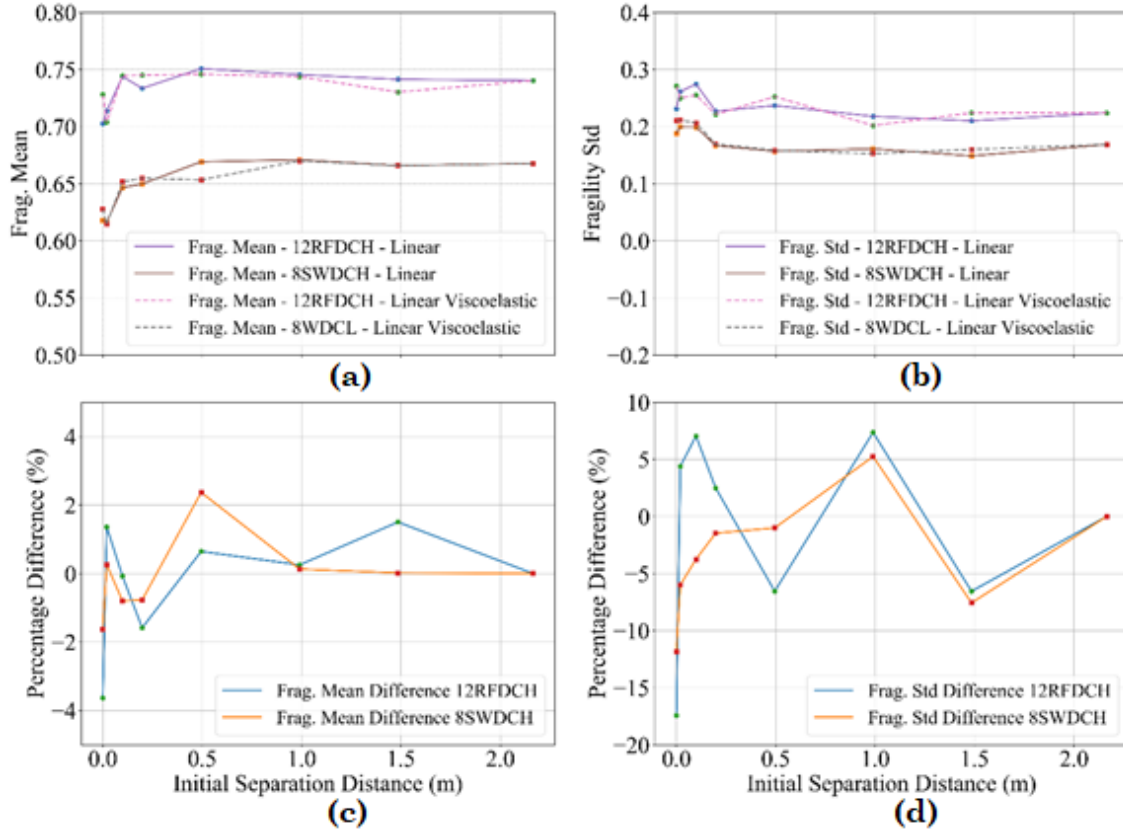 0.80
0.75
0.70
0.65
0.60
0.55
0.50
Frag. Mean
Frag. Mean - 12RFDCH - Linear
Frag. Mean - 8SWDCH - Linear
Frag. Mean - 12RFDCH - Linear Viscoelastic
Frag. Mean - 8WDCL - Linear Viscoelastic
(a)
0.4
0.3
0.2
0.1
0.0
−0.1
−0.2
Fragility Std
Frag. Std - 12RFDCH - Linear
Frag. Std - 8SWDCH - Linear
Frag. Std - 12RFDCH - Linear Viscoelastic
Frag. Std - 8WDCL - Linear Viscoelastic
(b)
4
2
0
−2
−4
Percentage Difference (%)
Frag. Mean Difference 12RFDCH
Frag. Mean Difference 8SWDCH
0.0 0.5 1.0 1.5 2.0
Initial Separation Distance (m)
(c)
10
5
0
−5
−10
−15
−20
Percentage Difference (%)
Frag. Std Difference 12RFDCH
Frag. Std Difference 8SWDCH
0.0 0.5 1.0 1.5 2.0
Initial Separation Distance (m)
(d)